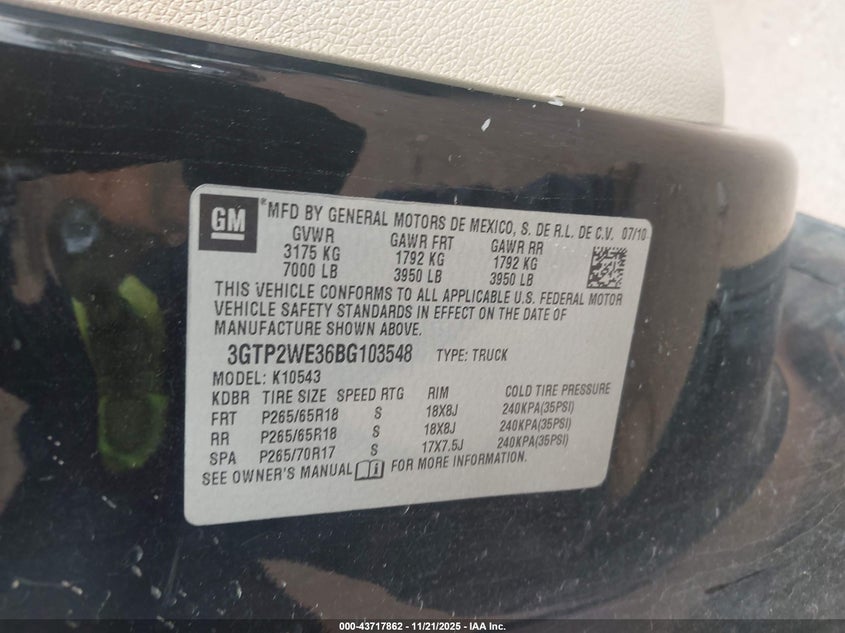 GM *MFD BY GENERAL MOTORS DE MEXICO, S. DE R.L. DE C.V. 07/10
GVWR GAWR FRT GAWR RR
3175 KG 1792 KG 1792 KG
7000 LB 3950 LB 3950 LB
THIS VEHICLE CONFORMS TO ALL APPLICABLE U.S. FEDERAL MOTOR
VEHICLE SAFETY STANDARDS IN EFFECT ON THE DATE OF
MANUFACTURE SHOWN ABOVE.
3GTP2WE36BG103548 TYPE: TRUCK
MODEL: K10543
KDBR TIRE SIZE SPEED RTG RIM COLD TIRE PRESSURE
FRT P265/65R18 S 18X8J 240KPA(35PSI)
RR P265/65R18 S 18X8J 240KPA(35PSI)
SPA P265/70R17 S 17X7.5J 240KPA(35PSI)
SEE OWNER'S MANUAL FOR MORE INFORMATION.
000-43717862 - 11/21/2025 - IAA Inc.